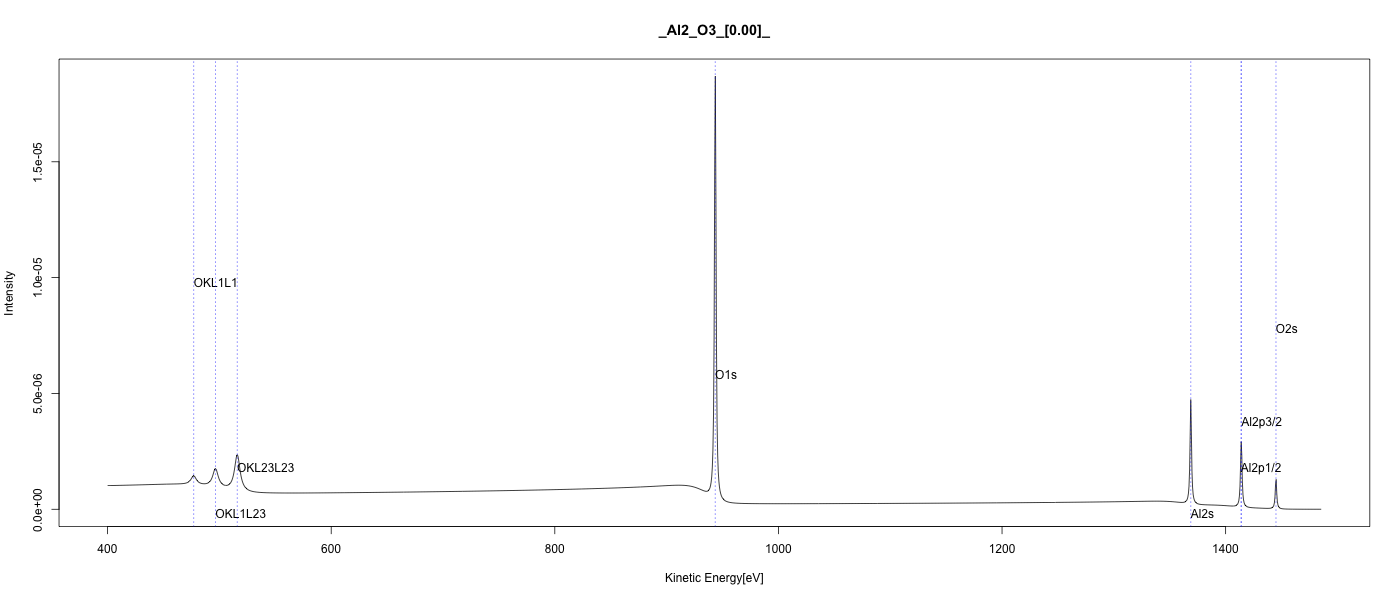 _Al2_O3_[0.00]_
Intensity
1.5e-05
1.0e-05
5.0e-06
0.0e+00
OKL1L1
O2s
O1s
Al2p3/2
OKL23L23
Al2p1/2
OKL1L23
Al2s
400
600
800
1000
1200
1400
Kinetic Energy[eV]